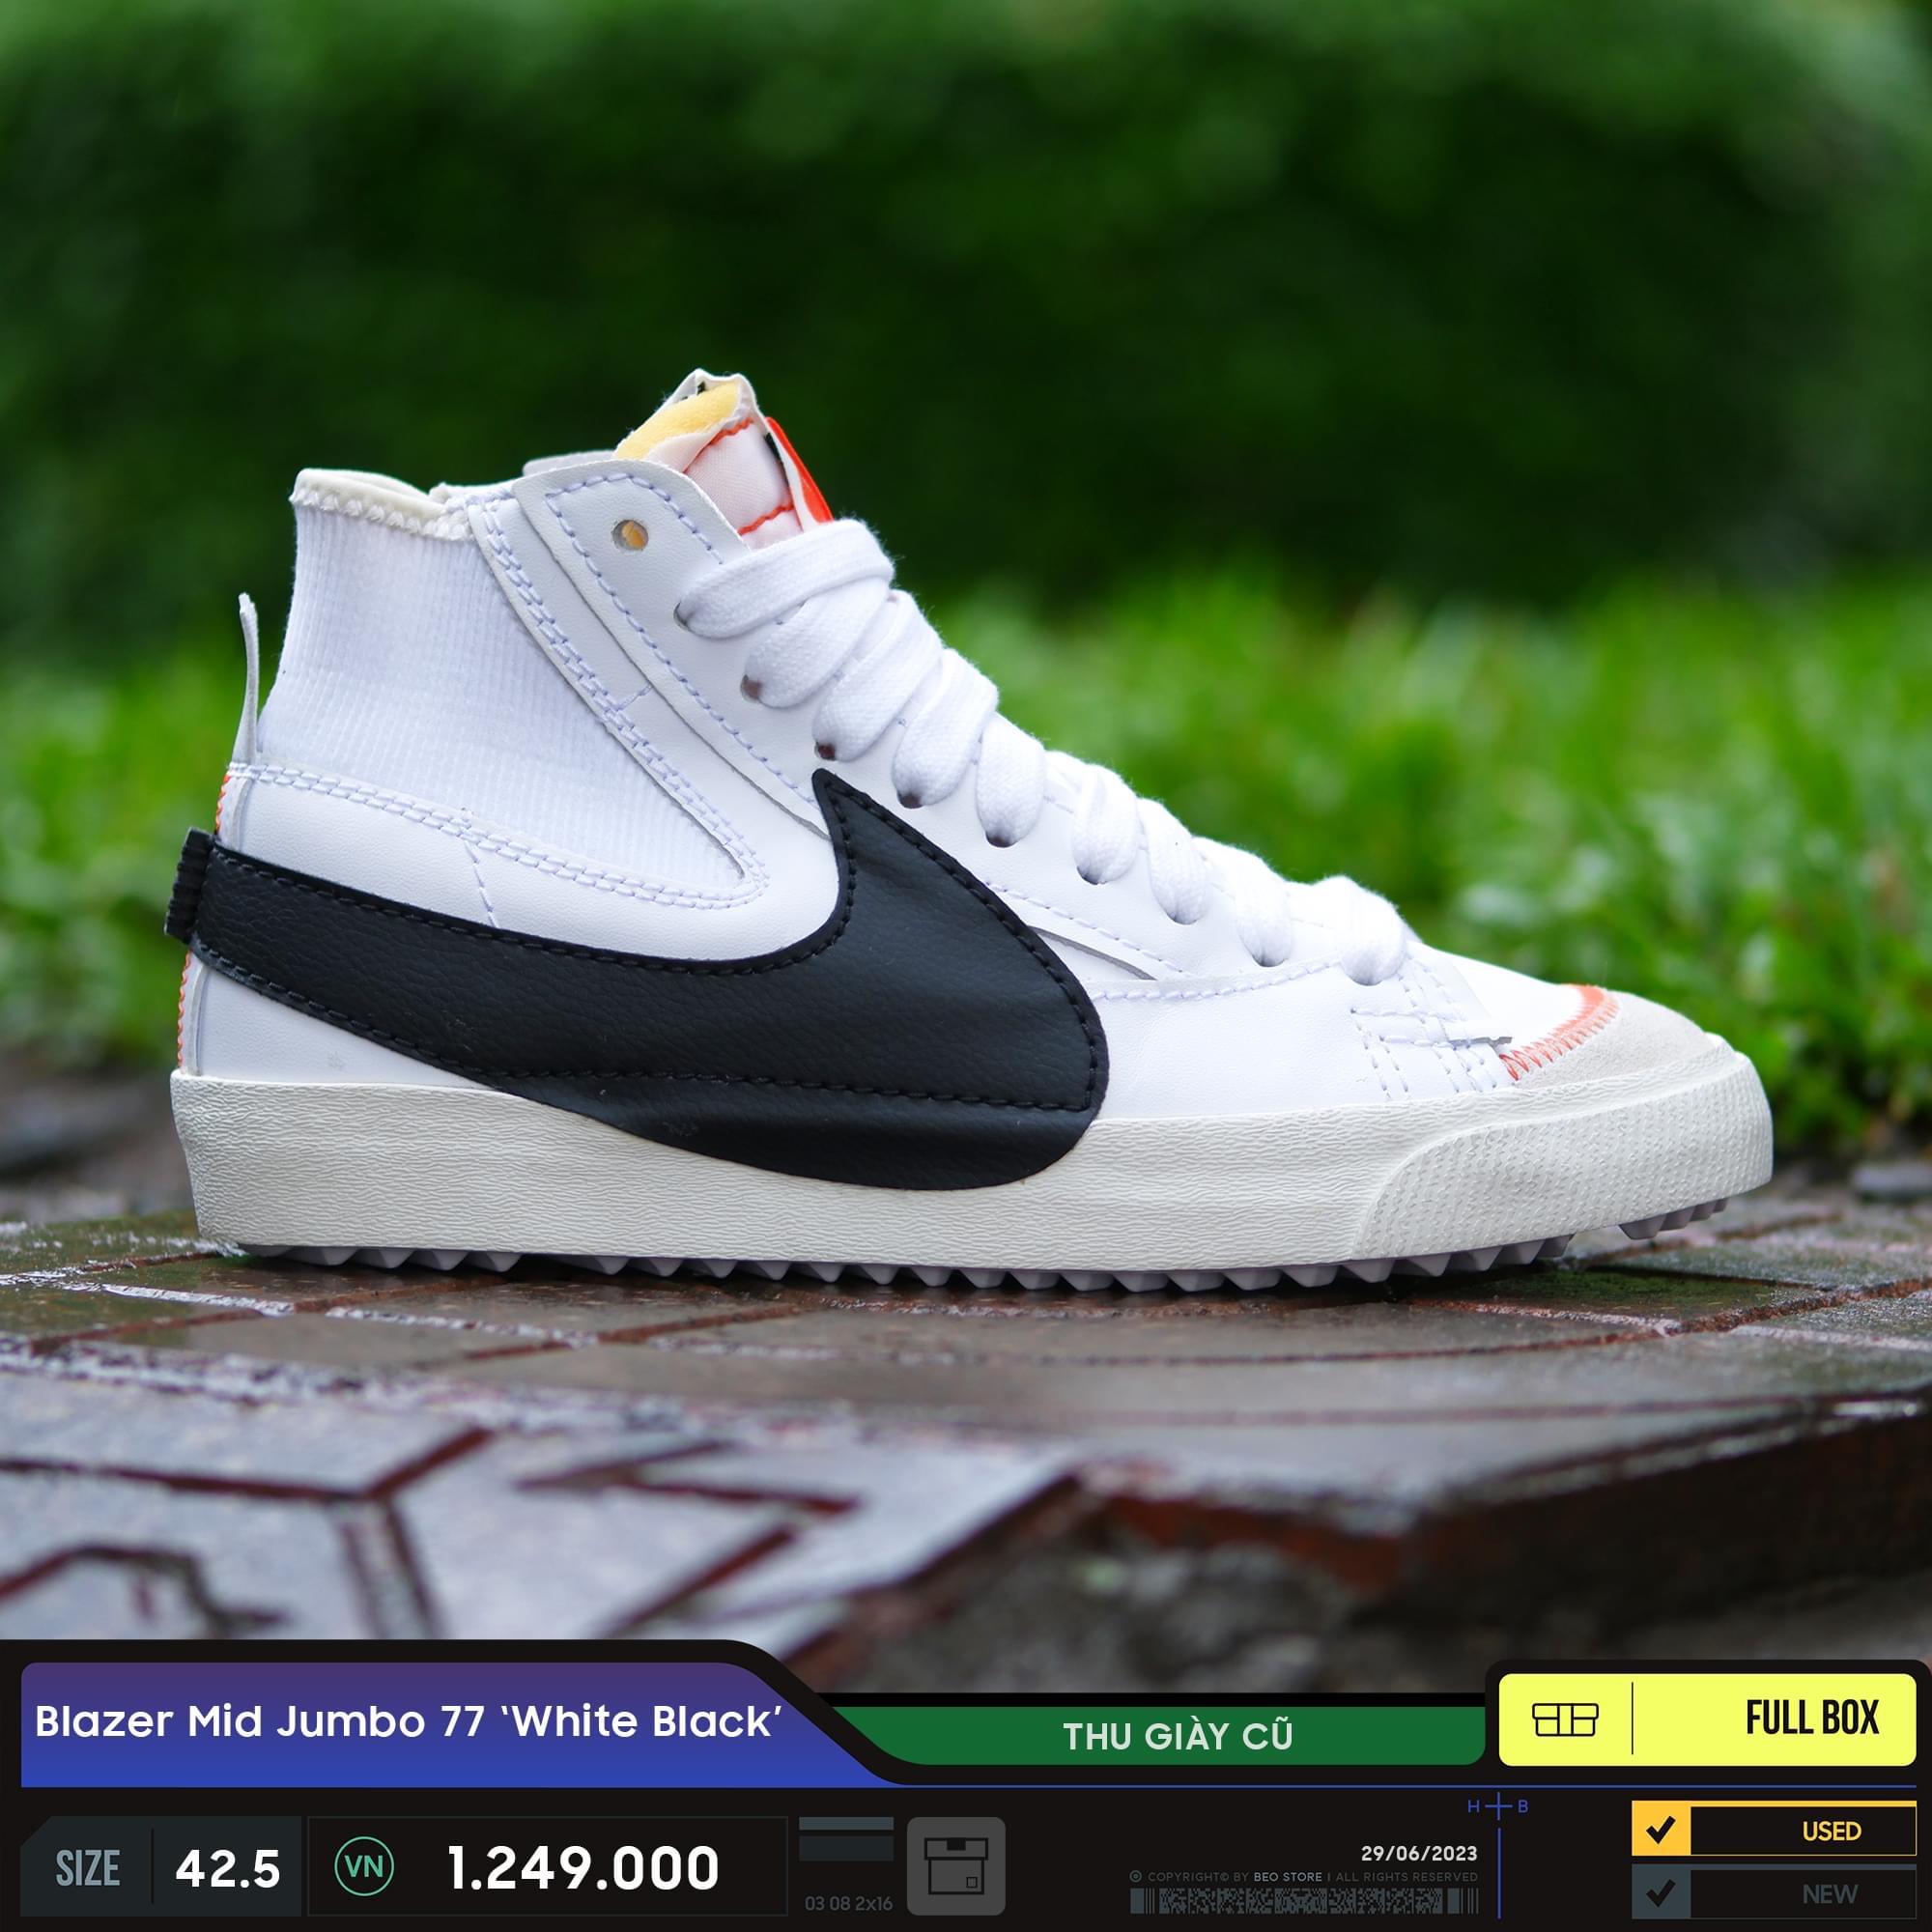 Blazer Mid Jumbo 77 ‘White Black’
THU GIÀY CŨ
FULL BOX
SIZE
42.5
VN
1.249.000
03 08 2x16
H B
29/06/2023
© COPYRIGHT© BY BEO STORE | ALL RIGHTS RESERVED
USED
NEW